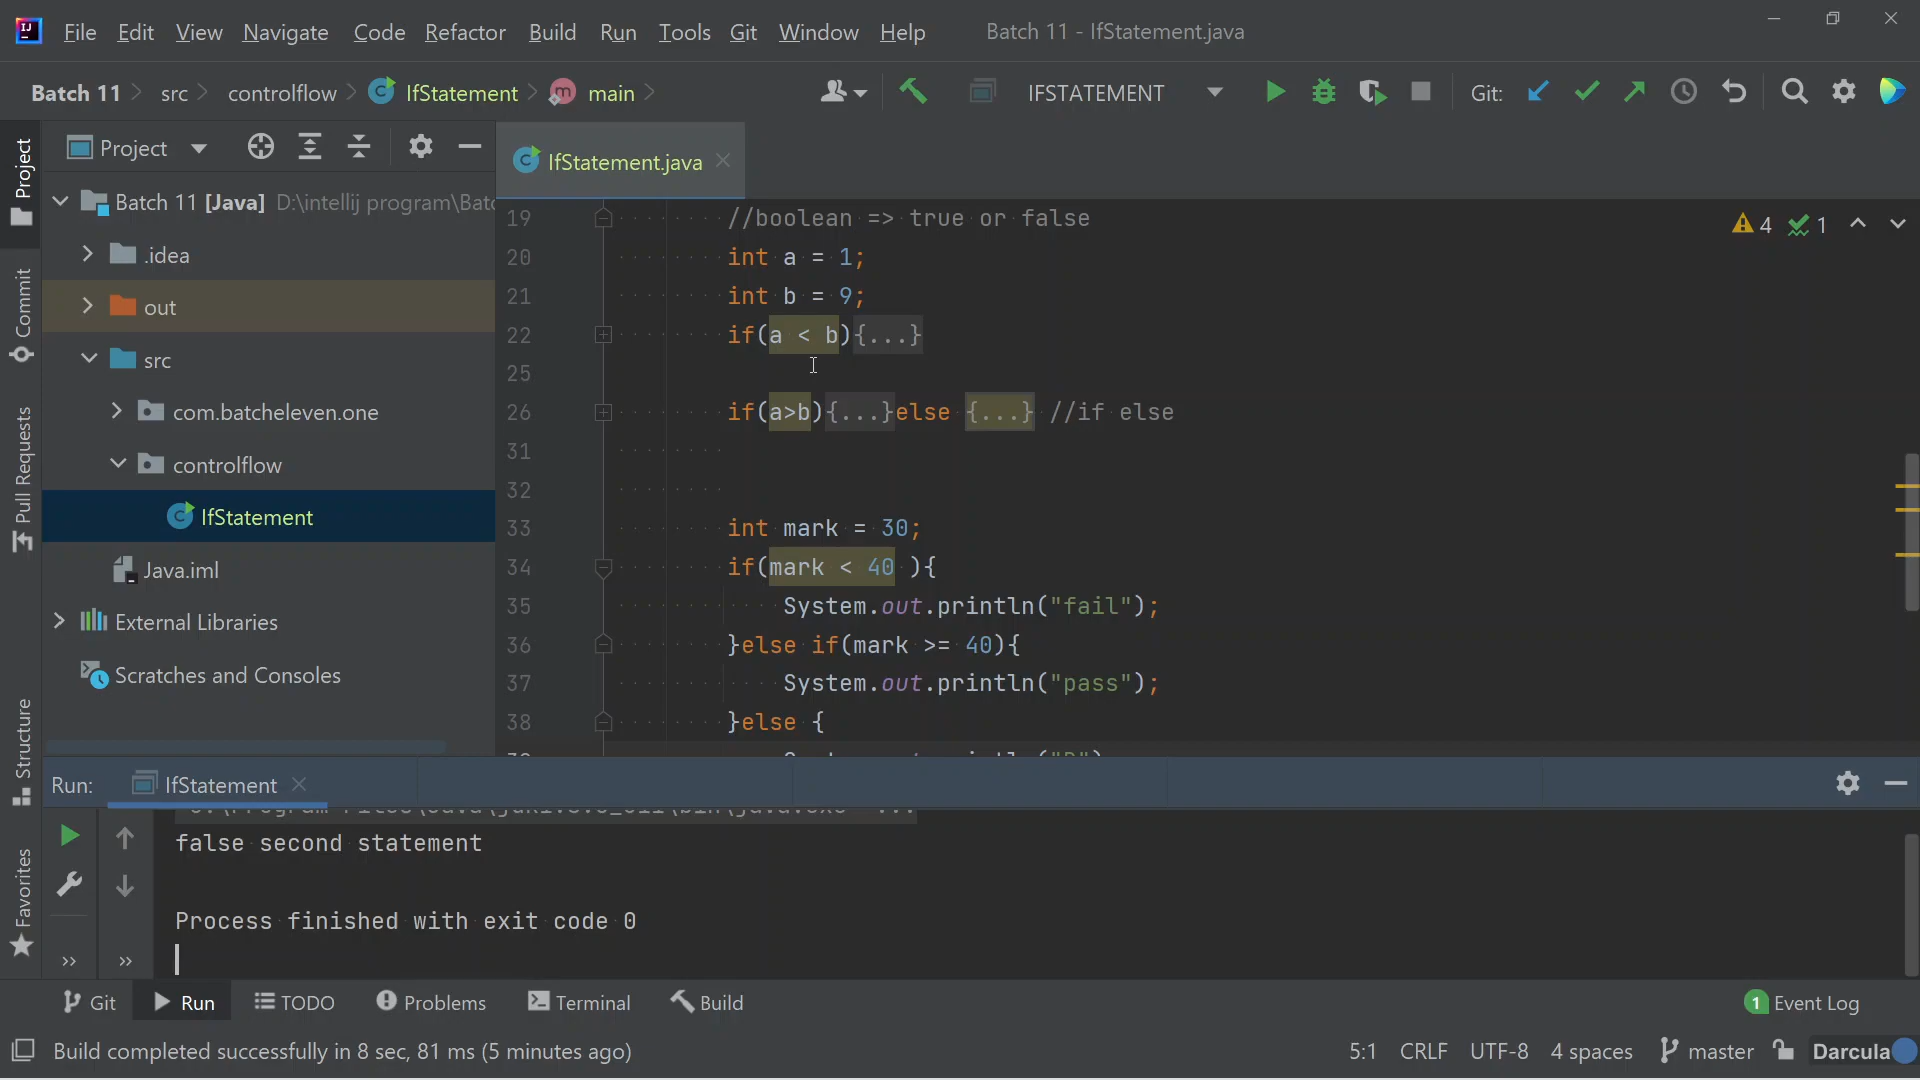 File Edit View Navigate Code Refactor Build Run Tools Git Window Help Batch 11 - IfStatement.java
Batch 11 src controlflow IfStatement main IFSTATEMENT Git:
Project
Commit
Pull Requests
Structure
Favorites
Project
Batch 11 [Java] D:\intellij program\Batc
.idea
out
src
com.batcheleven.one
controlflow
IfStatement
Java.iml
External Libraries
Scratches and Consoles
IfStatement.java
4 1
19 //boolean => true or false
20 int a = 1;
21 int b = 9;
22 if(a < b){...}
25
26 if(a>b){...}else {...} //if else
31
32
33 int mark = 30;
34 if(mark < 40 ){
35 System.out.println("fail");
36 }else if(mark >= 40){
37 System.out.println("pass");
38 }else {
Run: IfStatement
false second statement
Process finished with exit code 0
Git Run TODO Problems Terminal Build 1 Event Log
Build completed successfully in 8 sec, 81 ms (5 minutes ago) 5:1 CRLF UTF-8 4 spaces master Darcula